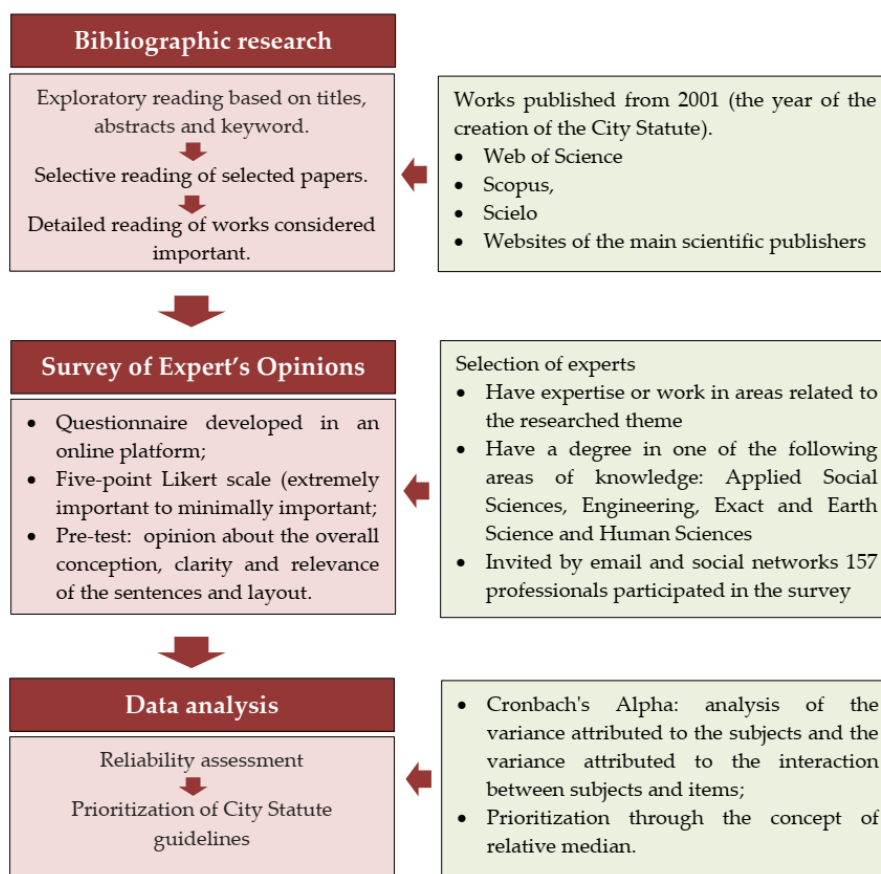 Bibliographic research
Exploratory reading based on titles,
abstracts and keyword.
Selective reading of selected papers.
Detailed reading of works considered
important.
Works published from 2001 (the year of the
creation of the City Statute).
• Web of Science
• Scopus,
• Scielo
• Websites of the main scientific publishers
Survey of Expert's Opinions
• Questionnaire developed in an
online platform;
• Five-point Likert scale (extremely
important to minimally important;
• Pre-test: opinion about the overall
conception, clarity and relevance
of the sentences and layout.
Selection of experts
• Have expertise or work in areas related to
the researched theme
• Have a degree in one of the following
areas of knowledge: Applied Social
Sciences, Engineering, Exact and Earth
Science and Human Sciences
• Invited by email and social networks 157
professionals participated in the survey
Data analysis
Reliability assessment
Prioritization of City Statute
guidelines
• Cronbach's Alpha: analysis of the
variance attributed to the subjects and the
variance attributed to the interaction
between subjects and items;
• Prioritization through the concept of
relative median.